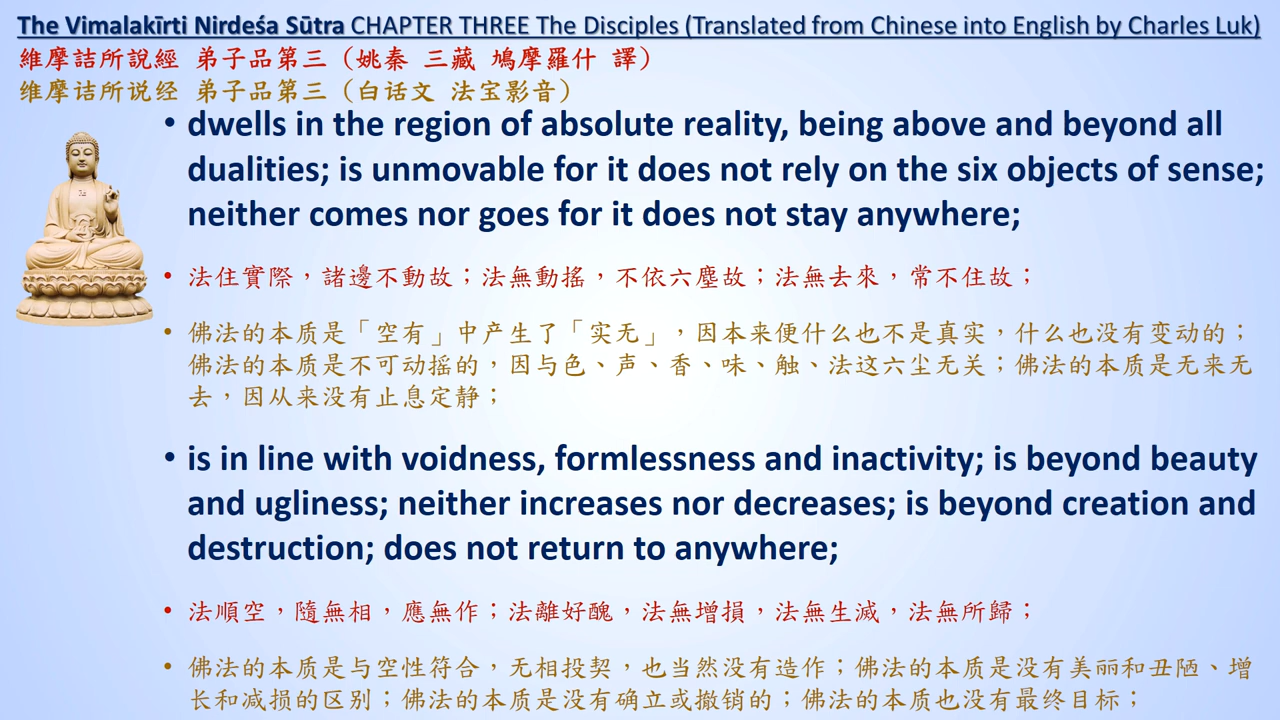 The Vimalakīrti Nirdeśa Sūtra CHAPTER THREE The Disciples (Translated from Chinese into English by Charles Luk)
維摩詰所說經 弟子品第三（姚秦 三藏 鳩摩羅什 譯）
维摩诘所说经 弟子品第三（白话文 法宝影音）
• dwells in the region of absolute reality, being above and beyond all
dualities; is unmovable for it does not rely on the six objects of sense;
neither comes nor goes for it does not stay anywhere;
• 法住實際，諸邊不動故；法無動搖，不依六塵故；法無去來，常不住故；
• 佛法的本质是「空有」中产生了「实无」，因本来便什么也不是真实，什么也没有变动的；
佛法的本质是不可动摇的，因与色、声、香、味、触、法这六尘无关；佛法的本质是无来无
去，因从来没有止息定静；
• is in line with voidness, formlessness and inactivity; is beyond beauty
and ugliness; neither increases nor decreases; is beyond creation and
destruction; does not return to anywhere;
• 法順空，隨無相，應無作；法離好醜，法無增損，法無生滅，法無所歸；
• 佛法的本质是与空性符合，无相投契，也当然没有造作；佛法的本质是没有美丽和丑陋、增
长和减损的区别；佛法的本质是没有确立或撤销的；佛法的本质也没有最终目标；